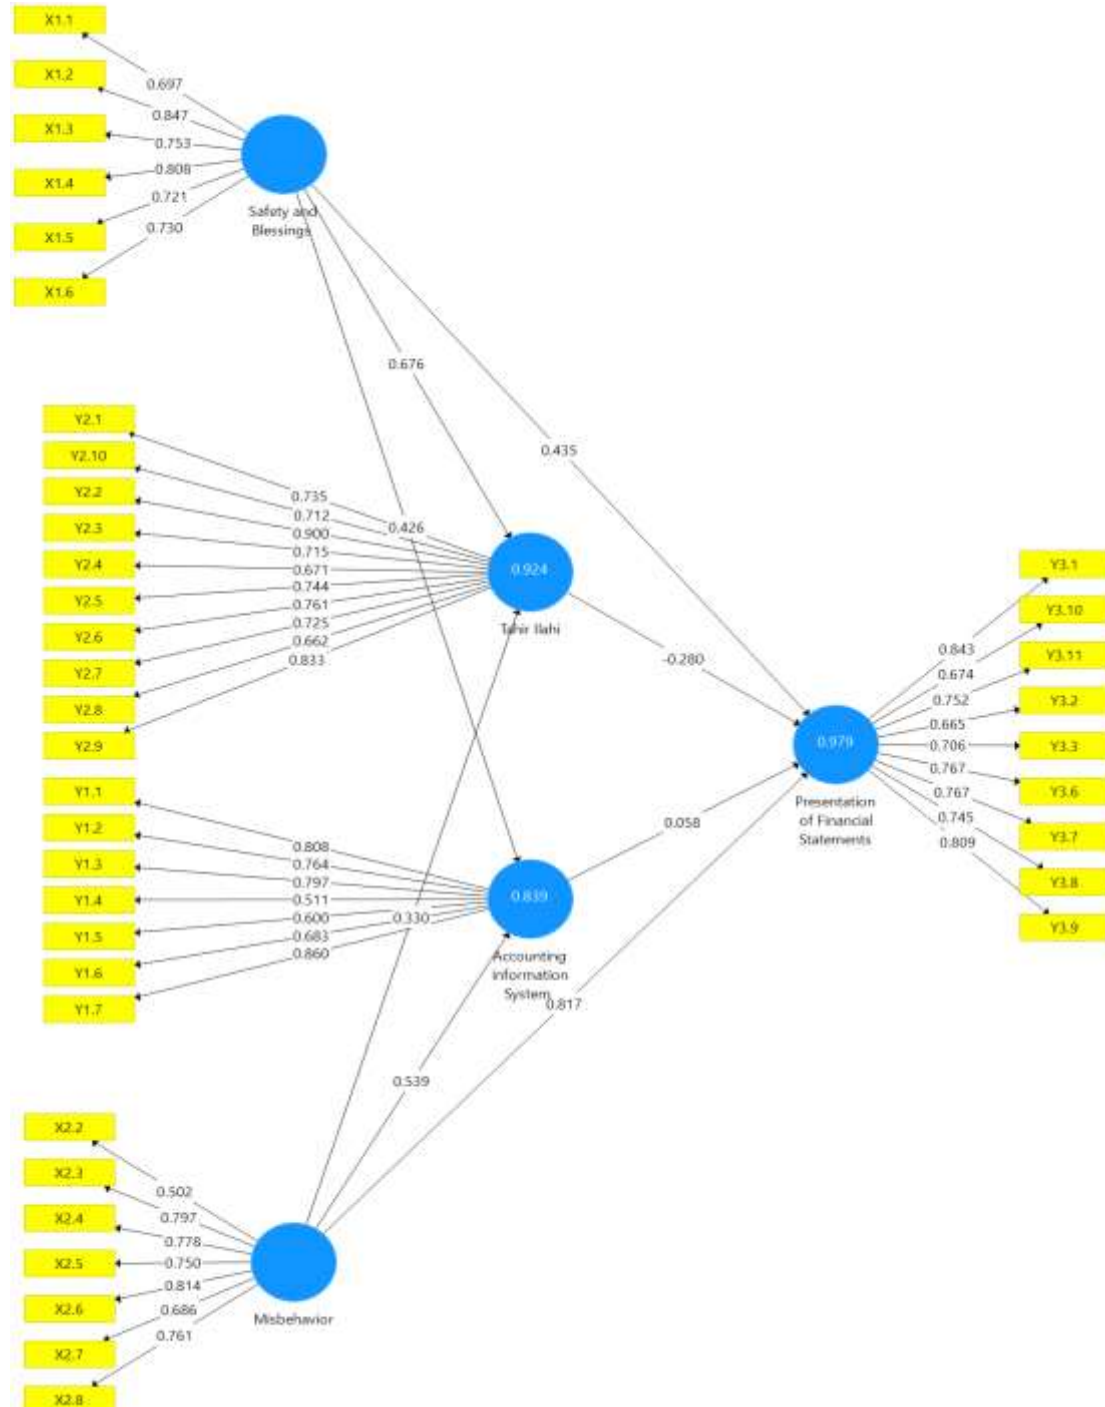 X1.1
X1.2
X1.3
X1.4
X1.5
X1.6
0.697
0.847
0.753
0.808
0.721
0.730
Safety and
Blessings
0.676
0.435
0.426
Y2.1
Y2.10
Y2.2
Y2.3
Y2.4
Y2.5
Y2.6
Y2.7
Y2.8
Y2.9
0.735
0.712
0.900
0.715
0.671
0.744
0.761
0.725
0.662
0.833
0.924
Tahir Ilahi
-0.280
Y1.1
Y1.2
Y1.3
Y1.4
Y1.5
Y1.6
Y1.7
0.808
0.764
0.797
0.511
0.600
0.683
0.860
0.839
Accounting
information
System
0.058
0.330
0.539
0.817
0.979
Presentation
of Financial
Statements
0.843
0.674
0.752
0.665
0.706
0.767
0.767
0.745
0.809
Y3.1
Y3.10
Y3.11
Y3.2
Y3.3
Y3.6
Y3.7
Y3.8
Y3.9
X2.2
X2.3
X2.4
X2.5
X2.6
X2.7
X2.8
0.502
0.797
0.778
0.750
0.814
0.686
0.761
Misbehavior